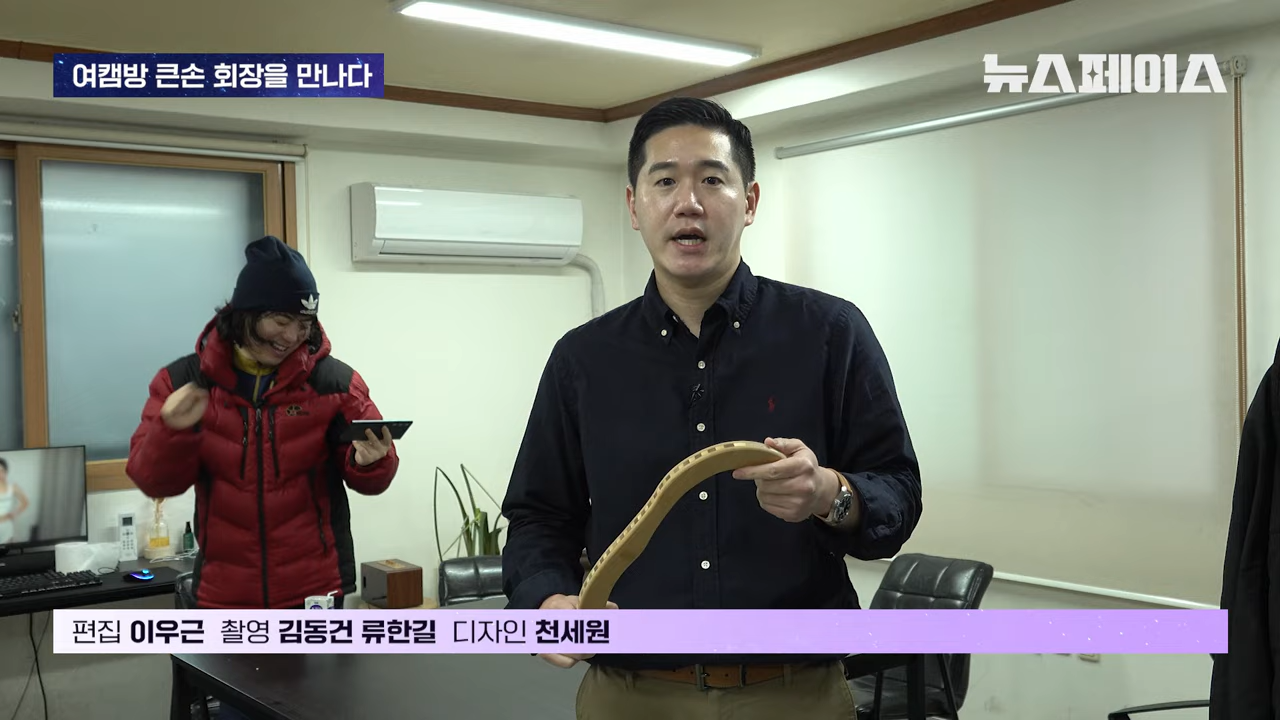 여캠방 큰손 회장을 만나다
뉴스페이스
편집 이우근 촬영 김동건 류한길 디자인 천세원